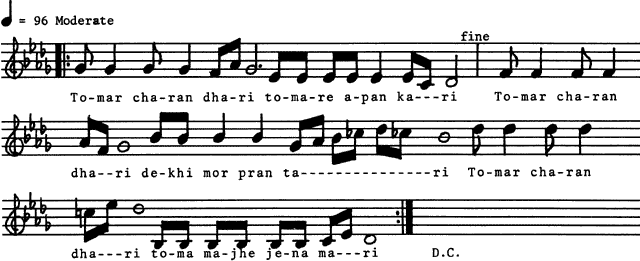 = 96 Moderate
fine
To-mar cha-ran dha-ri to-ma-re a-pan ka---ri To-mar cha-ran
dha--ri de-khi mor pran ta---------------ri To-mar cha-ran
dha---ri to-ma ma-jhe je-na ma---ri D.C.